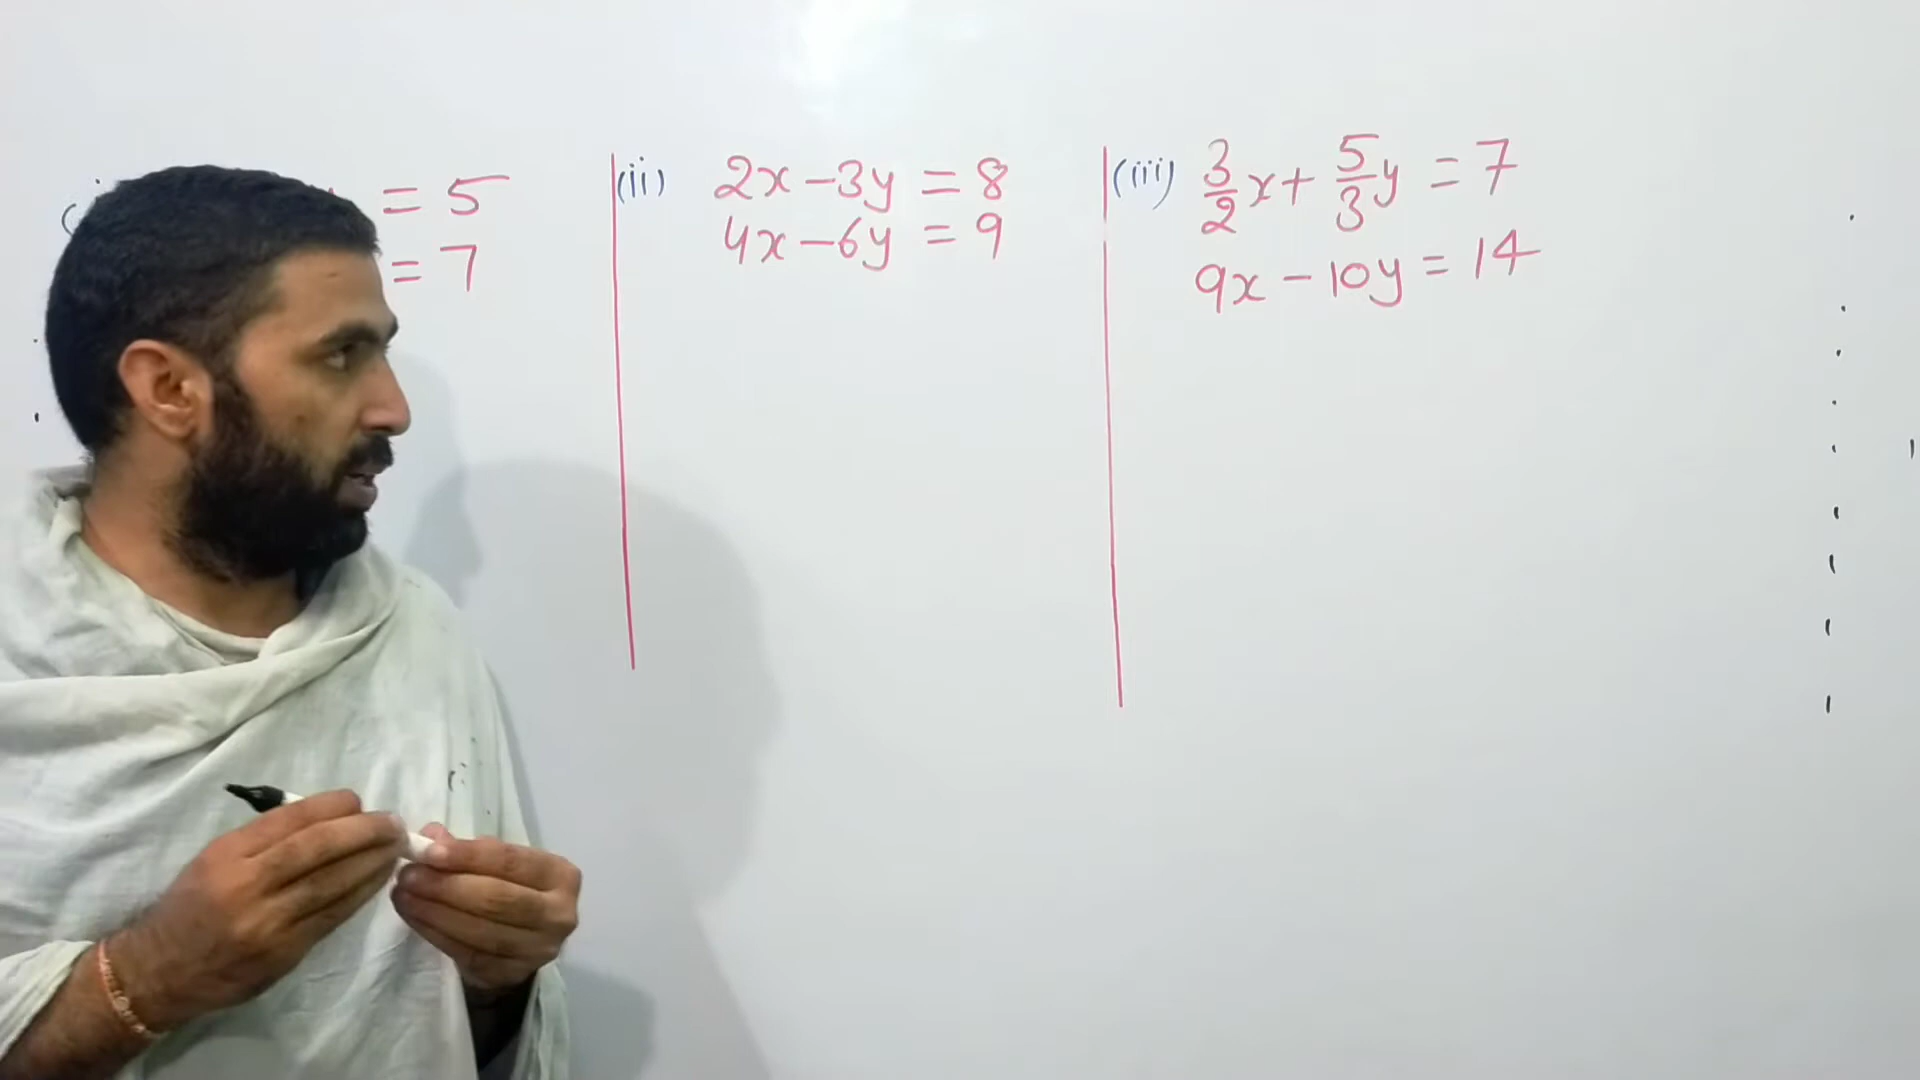 = 5
= 7
(ii) 2x - 3y = 8
4x - 6y = 9
(iii) 3/2 x + 5/3 y = 7
9x - 10y = 14